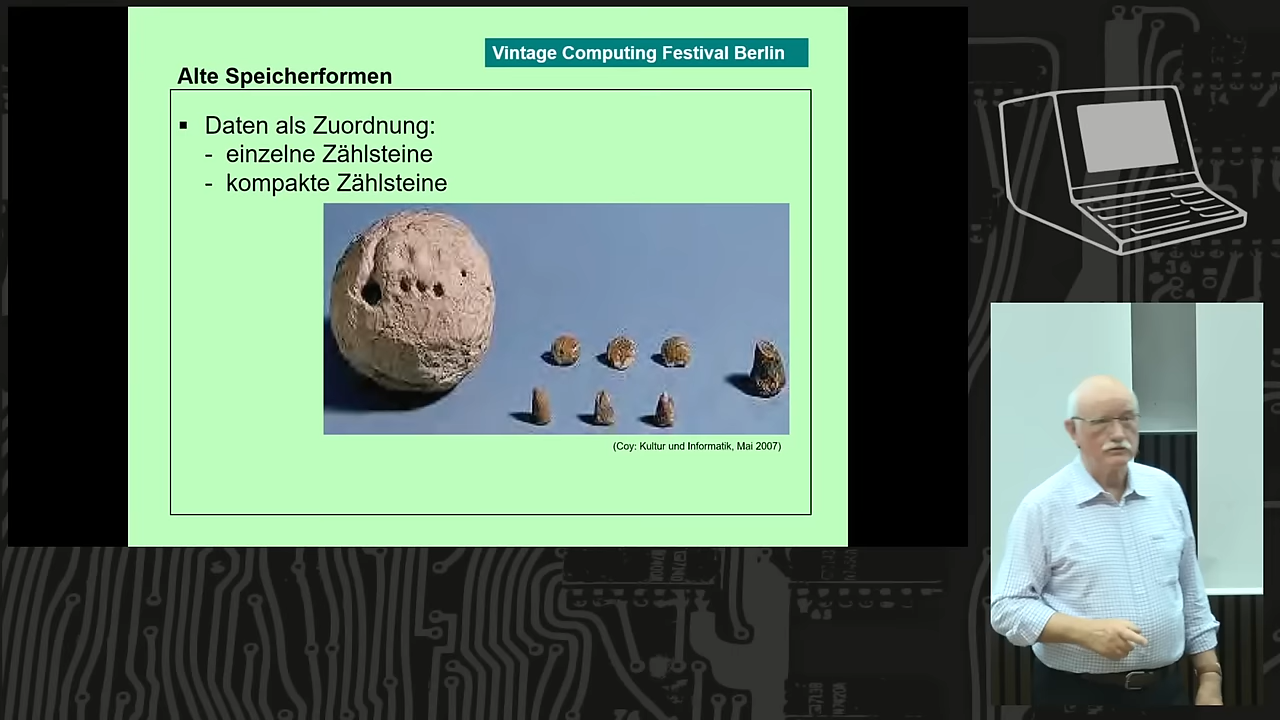 Vintage Computing Festival Berlin
Alte Speicherformen
▪ Daten als Zuordnung:
- einzelne Zählsteine
- kompakte Zählsteine
(Coy: Kultur und Informatik, Mai 2007)